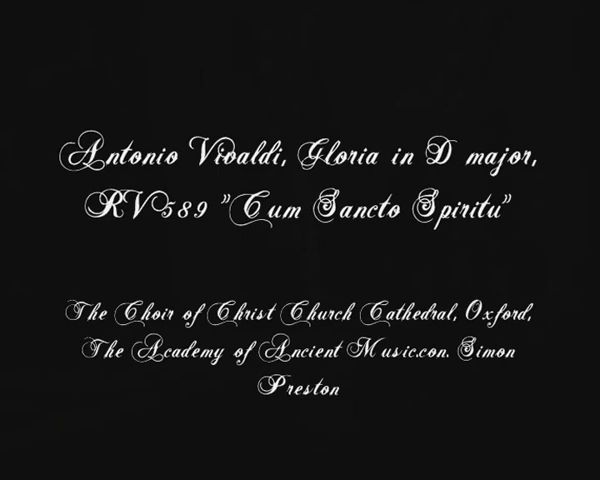 Antonio Vivaldi, Gloria in D major,
RV589 "Cum Sancto Spiritu"
The Choir of Christ Church Cathedral, Oxford,
The Academy of Ancient Music.con. Simon
Preston